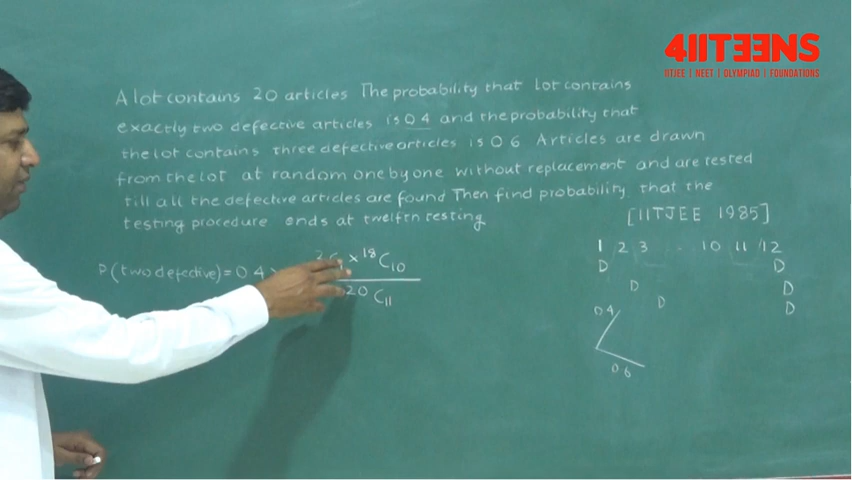 4IITEENS
IITJEE | NEET | OLYMPIAD | FOUNDATIONS
A lot contains 20 articles The probability that lot contains
exactly two defective articles is 0 4 and the probability that
the lot contains Three defective articles is 0 6 Articles are drawn
from the lot at random one by one without replacement and are tested
till all the defective articles are found Then find probability that the
testing procedure ends at twelfth testing
[IITJEE 1985]
P(two defective) = 0 4 × ²C × ¹⁸C₁₀
²⁰C₁₁
1 2 3 . . 10 11 12
D D
D D
D D
0 4
0 6